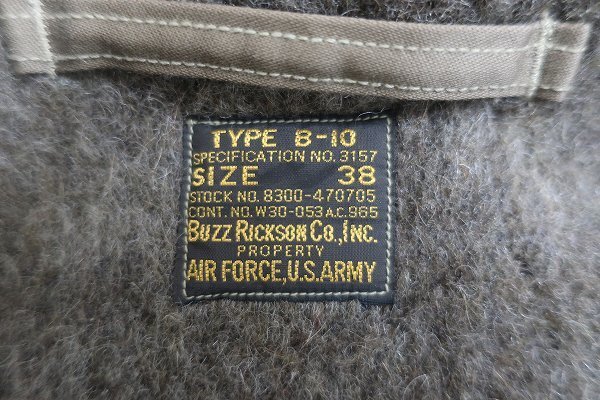 TYPE B-10
SPECIFICATION NO. 3157
SIZE 38
STOCK NO. 8300-470705
CONT. NO. W30-053 A.C. 965
BUZZ RICKSON CO., INC.
PROPERTY
AIR FORCE, U.S. ARMY